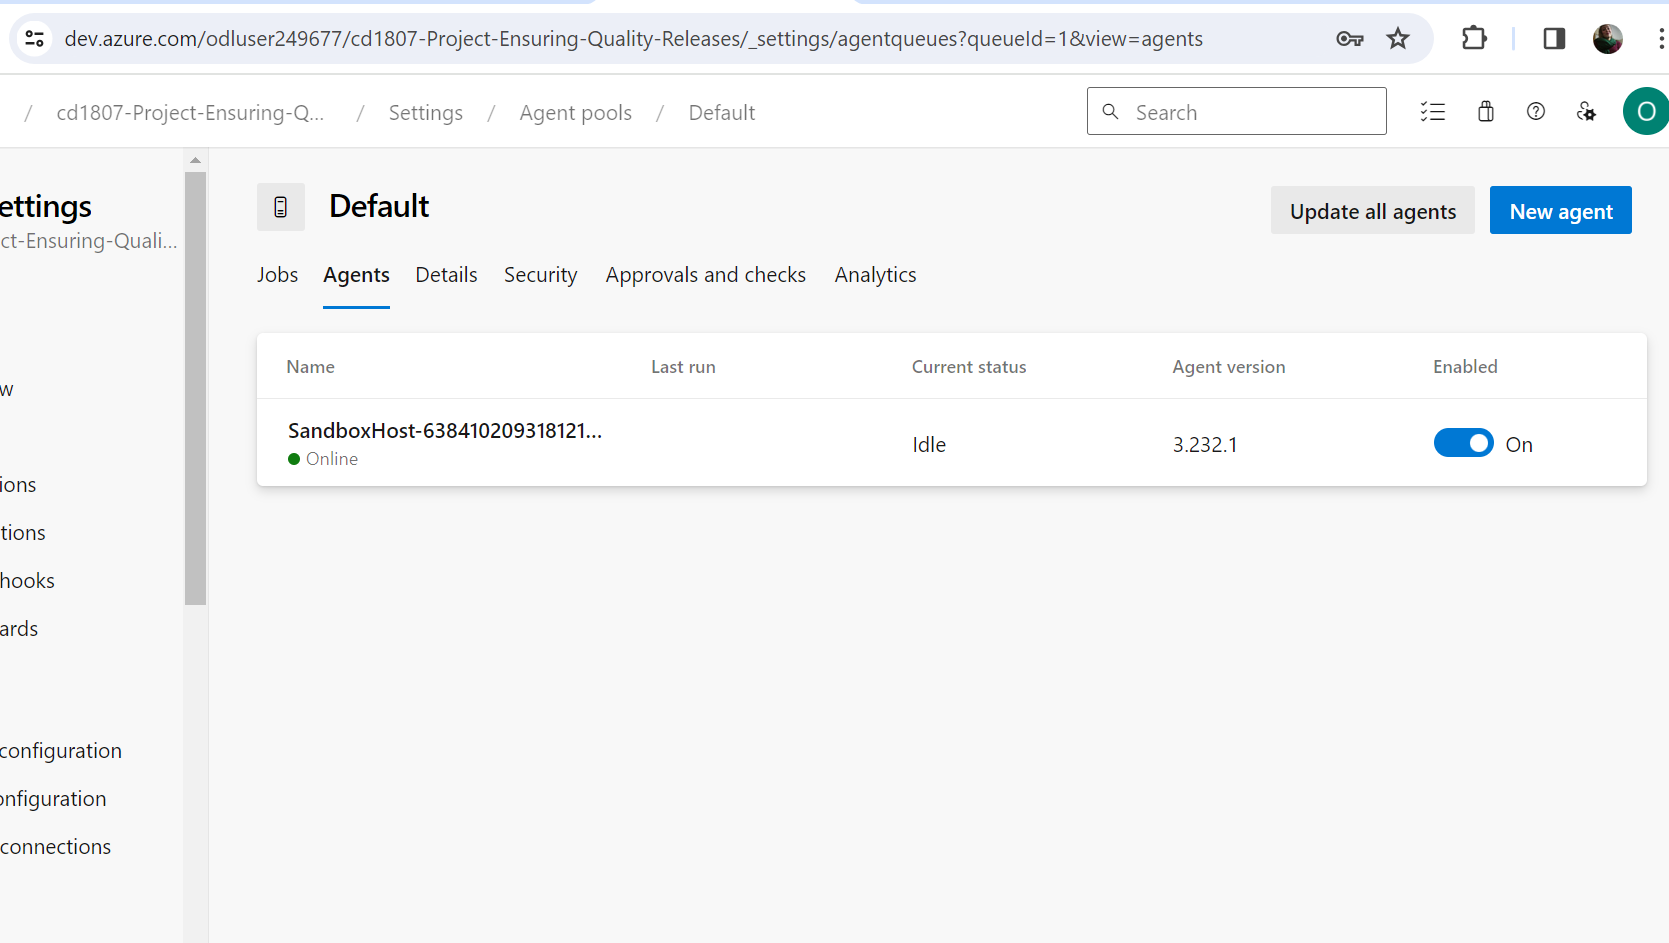 dev.azure.com/odluser249677/cd1807-Project-Ensuring-Quality-Releases/_settings/agentqueues?queueId=1&view=agents
/ cd1807-Project-Ensuring-Q... / Settings / Agent pools / Default
Search
O
ettings
ct-Ensuring-Quali...
w
ions
tions
hooks
ards
configuration
onfiguration
connections
Default
Update all agents
New agent
Jobs Agents Details Security Approvals and checks Analytics
Name Last run Current status Agent version Enabled
SandboxHost-638410209318121...
Online
Idle
3.232.1
On